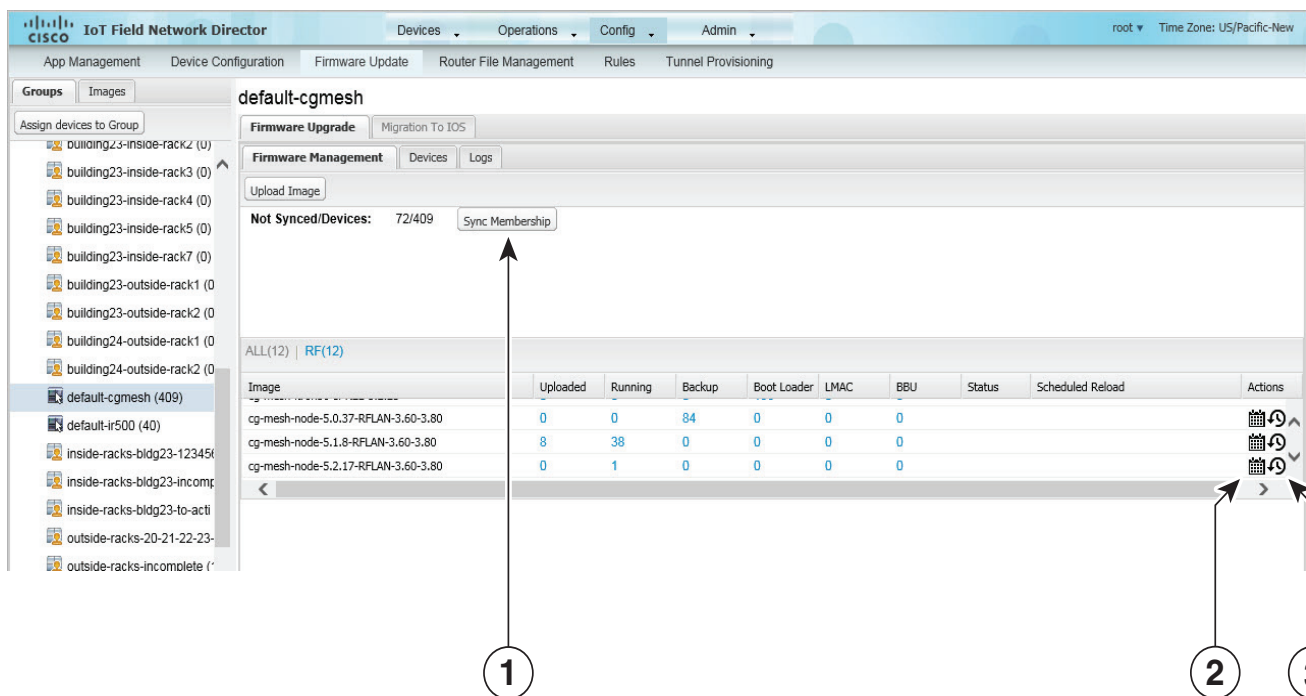 CISCO IoT Field Network Director Devices Operations Config Admin root Time Zone: US/Pacific-New
App Management Device Configuration Firmware Update Router File Management Rules Tunnel Provisioning
Groups Images
Assign devices to Group
building23-inside-rack2 (0)
building23-inside-rack3 (0)
building23-inside-rack4 (0)
building23-inside-rack5 (0)
building23-inside-rack7 (0)
building23-outside-rack1 (0
building23-outside-rack2 (0
building24-outside-rack1 (0
building24-outside-rack2 (0
default-cgmesh (409)
default-ir500 (40)
inside-racks-bldg23-123456
inside-racks-bldg23-incomp
inside-racks-bldg23-to-acti
outside-racks-20-21-22-23-
outside-racks-incomplete (
default-cgmesh
Firmware Upgrade Migration To IOS
Firmware Management Devices Logs
Upload Image
Not Synced/Devices: 72/409 Sync Membership
ALL(12) | RF(12)
Image Uploaded Running Backup Boot Loader LMAC BBU Status Scheduled Reload Actions
cg-mesh-node-5.0.37-RFLAN-3.60-3.80 0 0 84 0 0 0
cg-mesh-node-5.1.8-RFLAN-3.60-3.80 8 38 0 0 0 0
cg-mesh-node-5.2.17-RFLAN-3.60-3.80 0 1 0 0 0 0
1 2